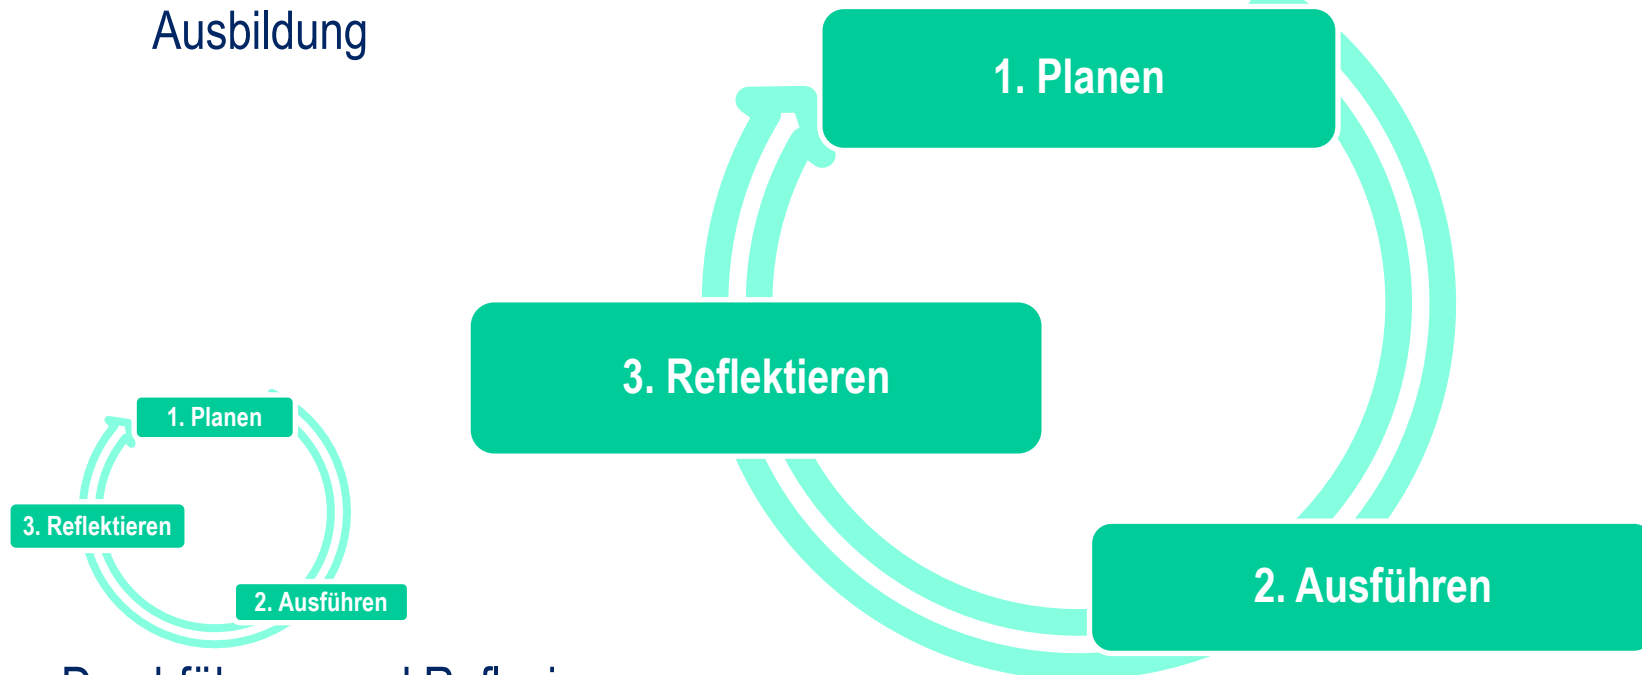 Ausbildung
1. Planen
3. Reflektieren
2. Ausführen
1. Planen
3. Reflektieren
2. Ausführen